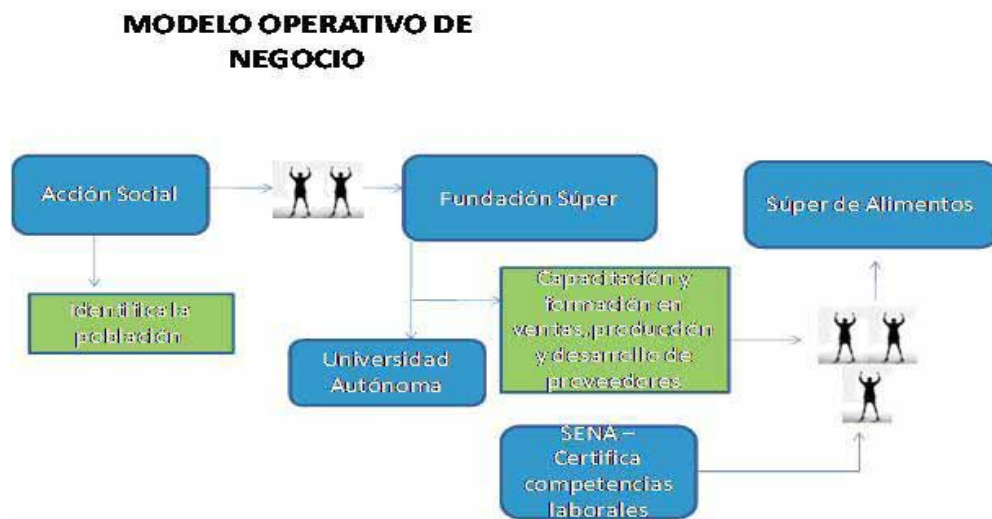 MODELO OPERATIVO DE
NEGOCIO
Acción Social
Fundación Súper
Súper de Alimentos
identifica la
población
Universidad
Autónoma
Capacitación y
formación en
ventas, producción
y desarrollo de
proveedores
SENA –
Certifica
competencias
laborales